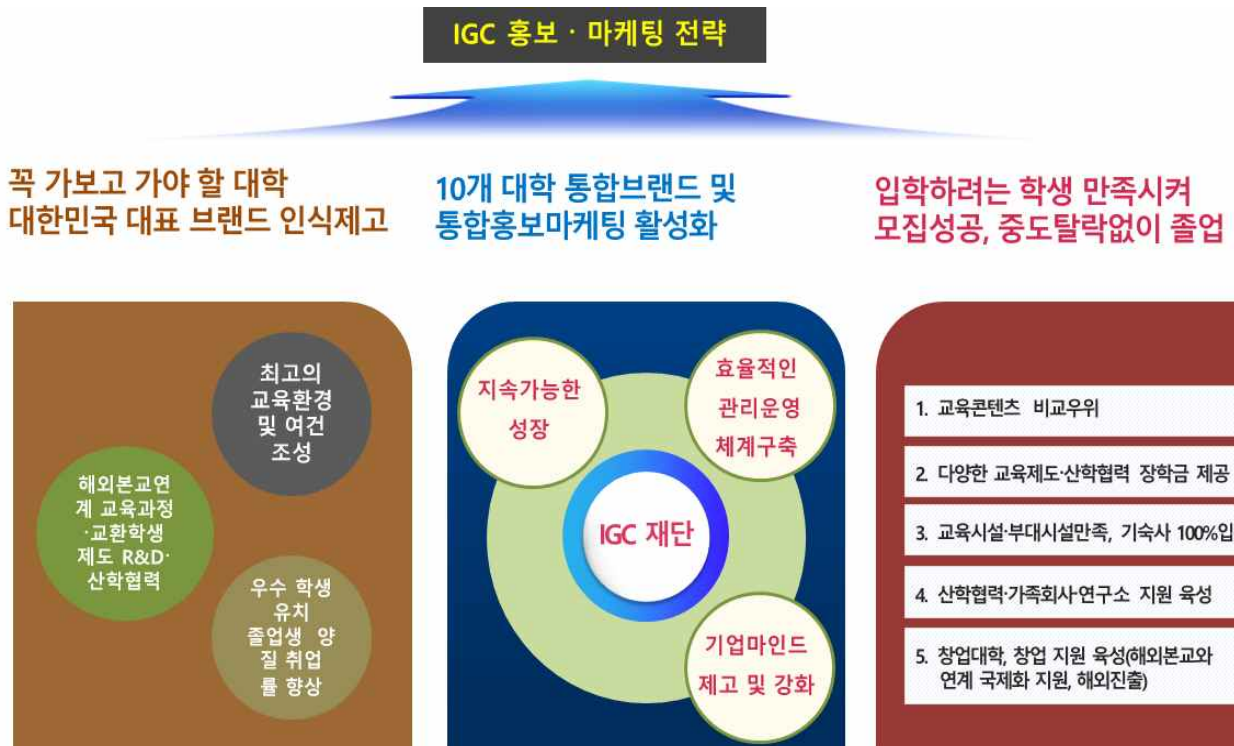 IGC 홍보 · 마케팅 전략
꼭 가보고 가야 할 대학
대한민국 대표 브랜드 인식제고
10개 대학 통합브랜드 및
통합홍보마케팅 활성화
입학하려는 학생 만족시켜
모집성공, 중도탈락없이 졸업
최고의
교육환경
및 여건
조성
해외본교연
계 교육과정
·교환학생
제도 R&D·
산학협력
우수 학생
유치
졸업생 양
질 취업
률 향상
지속가능한
성장
효율적인
관리운영
체계구축
IGC 재단
기업마인드
제고 및 강화
1. 교육콘텐츠 비교우위
2. 다양한 교육제도·산학협력 장학금 제공
3. 교육시설·부대시설만족, 기숙사 100%입
4. 산학협력·가족회사·연구소 지원 육성
5. 창업대학, 창업 지원 육성(해외본교와
연계 국제화 지원, 해외진출)